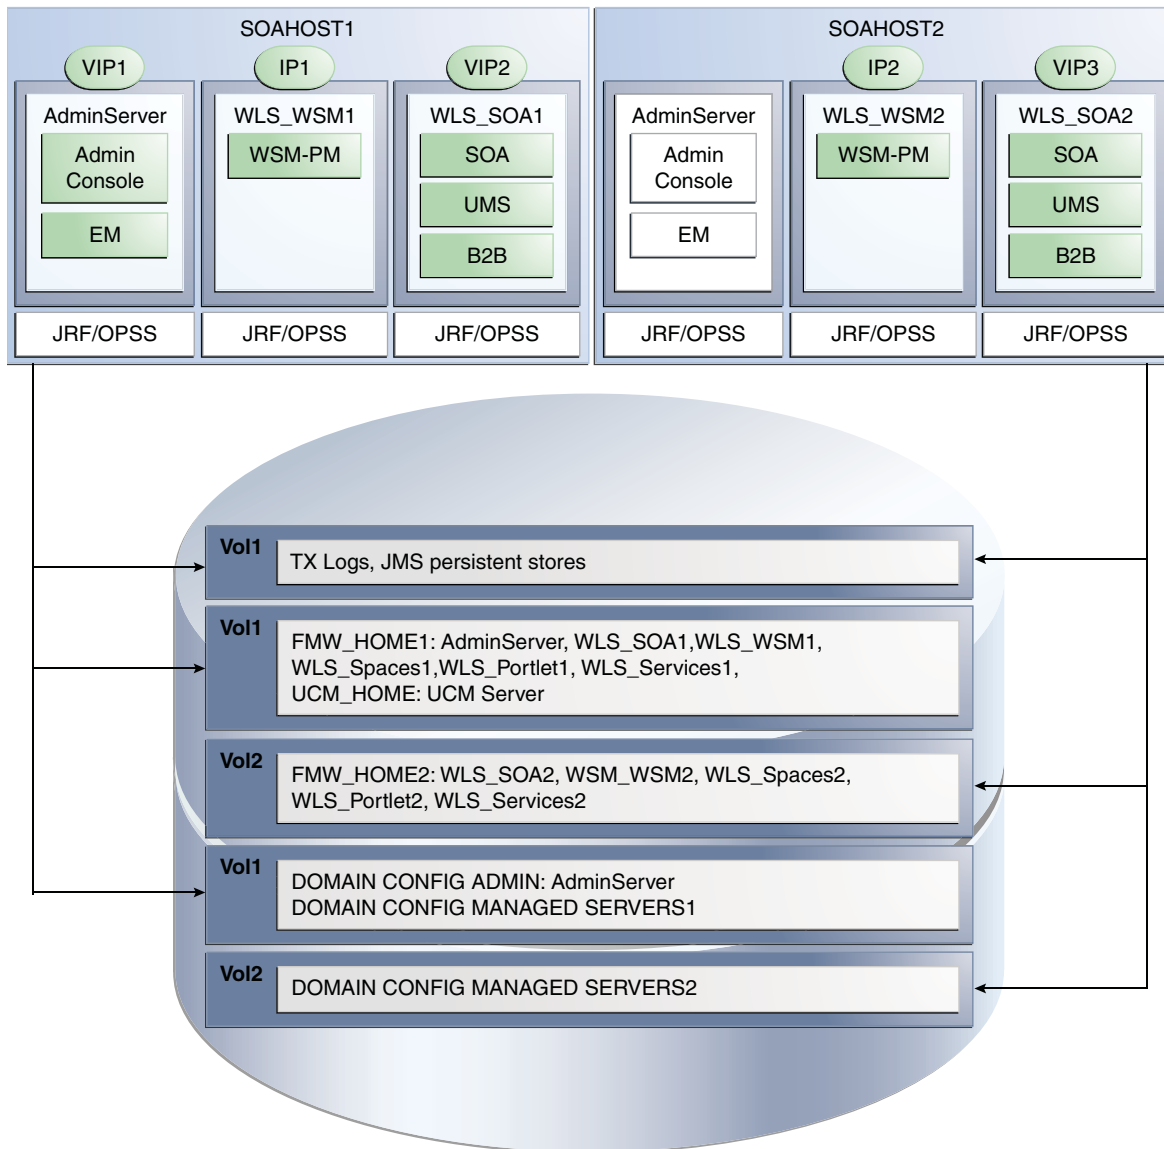 SOAHOST1
VIP1
IP1
VIP2
AdminServer
Admin
Console
EM
WLS_WSM1
WSM-PM
WLS_SOA1
SOA
UMS
B2B
JRF/OPSS
JRF/OPSS
JRF/OPSS
SOAHOST2
IP2
VIP3
AdminServer
Admin
Console
EM
WLS_WSM2
WSM-PM
WLS_SOA2
SOA
UMS
B2B
JRF/OPSS
JRF/OPSS
JRF/OPSS
Vol1
TX Logs, JMS persistent stores
Vol1
FMW_HOME1: AdminServer, WLS_SOA1,WLS_WSM1,
WLS_Spaces1,WLS_Portlet1, WLS_Services1,
UCM_HOME: UCM Server
Vol2
FMW_HOME2: WLS_SOA2, WSM_WSM2, WLS_Spaces2,
WLS_Portlet2, WLS_Services2
Vol1
DOMAIN CONFIG ADMIN: AdminServer
DOMAIN CONFIG MANAGED SERVERS1
Vol2
DOMAIN CONFIG MANAGED SERVERS2